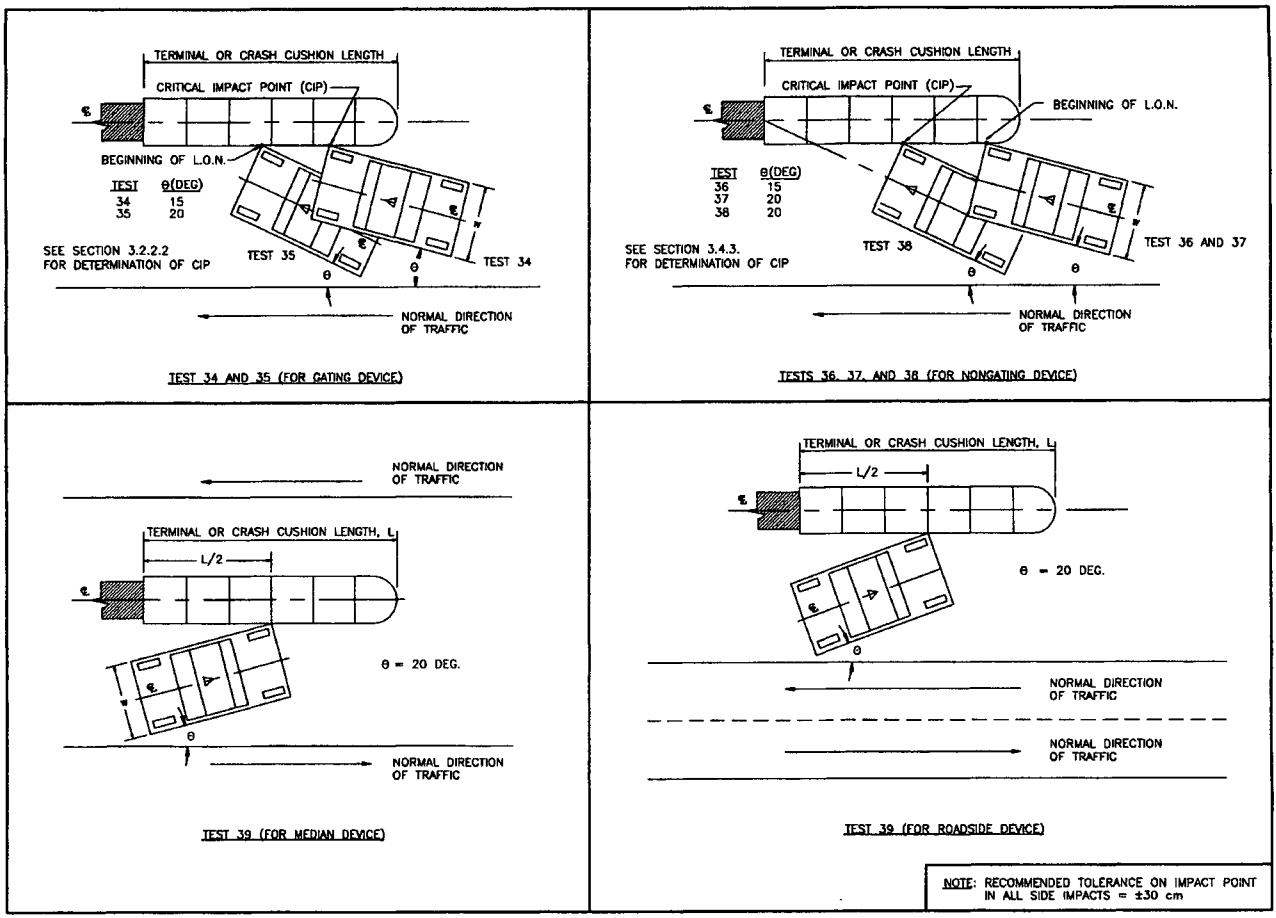 TERMINAL OR CRASH CUSHION LENGTH
CRITICAL IMPACT POINT (CIP)
℄
BEGINNING OF L.O.N.
TEST θ(DEG)
34 15
35 20
W
℄
℄
SEE SECTION 3.2.2.2
FOR DETERMINATION OF CIP
TEST 35
TEST 34
θ
θ
NORMAL DIRECTION
OF TRAFFIC
TEST 34 AND 35 (FOR GATING DEVICE)
TERMINAL OR CRASH CUSHION LENGTH
CRITICAL IMPACT POINT (CIP)
BEGINNING OF L.O.N.
℄
TEST θ(DEG)
36 15
37 20
38 20
℄
W
SEE SECTION 3.4.3.
FOR DETERMINATION OF CIP
TEST 38
TEST 36 AND 37
θ
θ
NORMAL DIRECTION
OF TRAFFIC
TESTS 36, 37, AND 38 (FOR NONGATING DEVICE)
NORMAL DIRECTION
OF TRAFFIC
TERMINAL OR CRASH CUSHION LENGTH, L
L/2
℄
θ = 20 DEG.
℄
W
θ
NORMAL DIRECTION
OF TRAFFIC
TEST 39 (FOR MEDIAN DEVICE)
TERMINAL OR CRASH CUSHION LENGTH, L
L/2
℄
θ = 20 DEG.
℄
θ
NORMAL DIRECTION
OF TRAFFIC
NORMAL DIRECTION
OF TRAFFIC
TEST 39 (FOR ROADSIDE DEVICE)
NOTE: RECOMMENDED TOLERANCE ON IMPACT POINT
IN ALL SIDE IMPACTS = ±30 cm